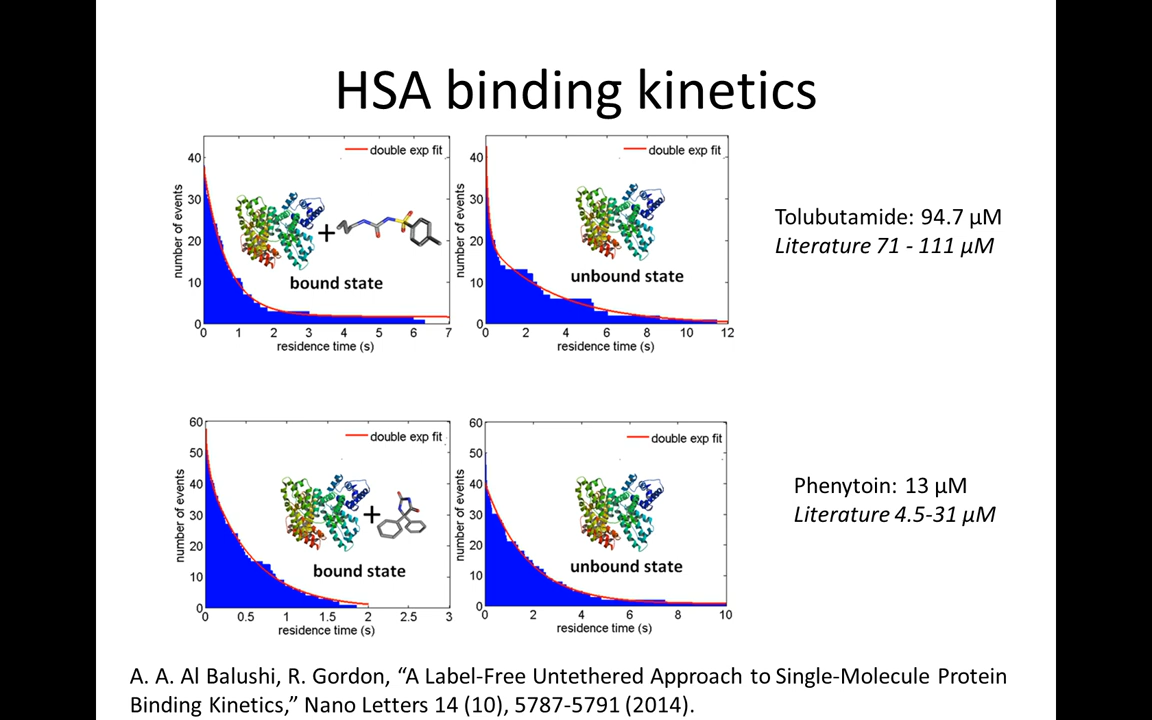 HSA binding kinetics
double exp fit
number of events
40
30
20
10
0
+
bound state
0 1 2 3 4 5 6 7
residence time (s)
double exp fit
number of events
40
30
20
10
0
unbound state
0 2 4 6 8 10 12
residence time (s)
Tolubutamide: 94.7 µM
Literature 71 - 111 µM
double exp fit
number of events
60
50
40
30
20
10
0
+
bound state
0 0.5 1 1.5 2 2.5 3
residence time (s)
double exp fit
number of events
60
50
40
30
20
10
0
unbound state
0 2 4 6 8 10
residence time (s)
Phenytoin: 13 µM
Literature 4.5-31 µM
A. A. Al Balushi, R. Gordon, “A Label-Free Untethered Approach to Single-Molecule Protein
Binding Kinetics,” Nano Letters 14 (10), 5787-5791 (2014).